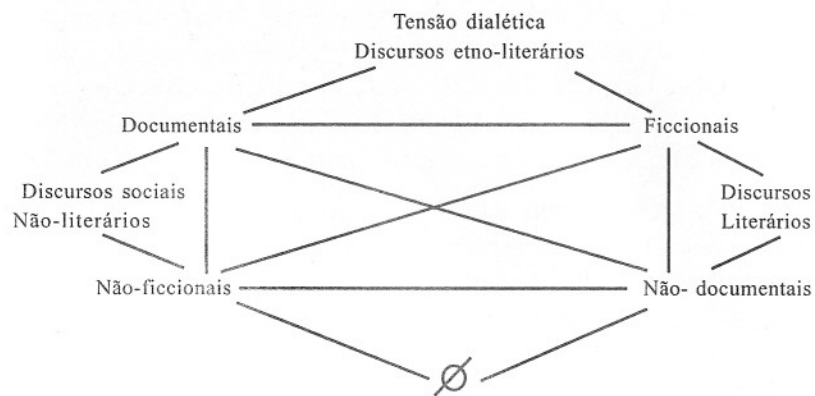 Tensão dialética
Discursos etno-literários
Documentais
Ficcionais
Discursos sociais
Não-literários
Discursos
Literários
Não-ficcionais
Não- documentais
Ø